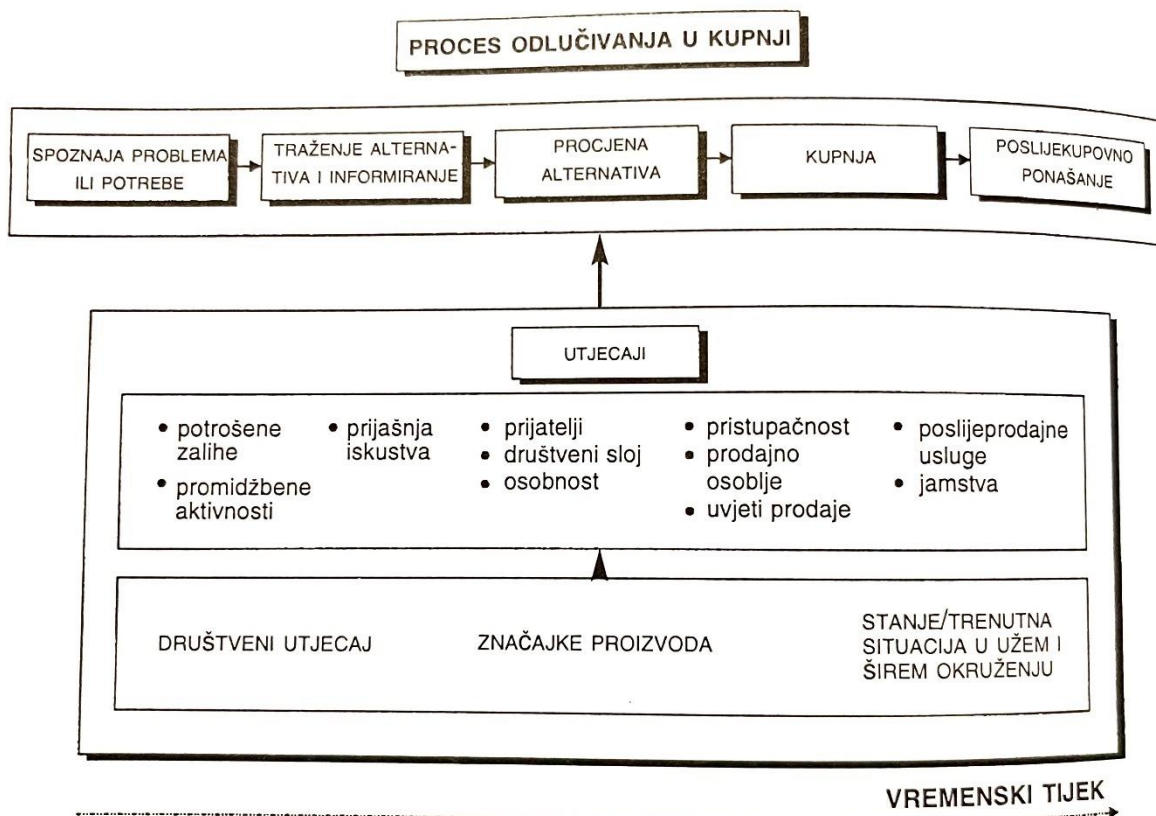 PROCES ODLUČIVANJA U KUPNJI
SPOZNAJA PROBLEMA
ILI POTREBE
TRAŽENJE ALTERNA-
TIVA I INFORMIRANJE
PROCJENA
ALTERNATIVA
KUPNJA
POSLIJEKUPOVNO
PONAŠANJE
UTJECAJI
• potrošene
zalihe
• promidžbene
aktivnosti
• prijašnja
iskustva
• prijatelji
• društveni sloj
• osobnost
• pristupačnost
• prodajno
osoblje
• uvjeti prodaje
• poslijeprodajne
usluge
• jamstva
DRUŠTVENI UTJECAJ
ZNAČAJKE PROIZVODA
STANJE/TRENUTNA
SITUACIJA U UŽEM I
ŠIREM OKRUŽENJU
VREMENSKI TIJEK